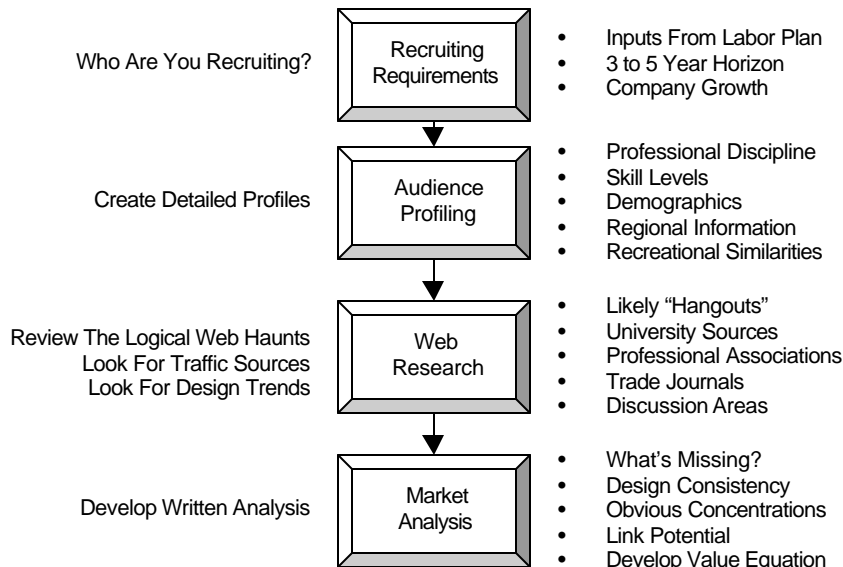 Who Are You Recruiting?
Recruiting
Requirements
• Inputs From Labor Plan
• 3 to 5 Year Horizon
• Company Growth
Create Detailed Profiles
Audience
Profiling
• Professional Discipline
• Skill Levels
• Demographics
• Regional Information
• Recreational Similarities
Review The Logical Web Haunts
Look For Traffic Sources
Look For Design Trends
Web
Research
• Likely “Hangouts”
• University Sources
• Professional Associations
• Trade Journals
• Discussion Areas
Develop Written Analysis
Market
Analysis
• What’s Missing?
• Design Consistency
• Obvious Concentrations
• Link Potential
• Develop Value Equation